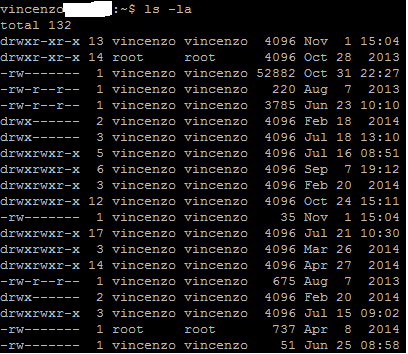 vincenzo:~$ ls -la
total 132
drwxr-xr-x 13 vincenzo vincenzo 4096 Nov 1 15:04
drwxr-xr-x 14 root root 4096 Oct 28 2013
-rw------- 1 vincenzo vincenzo 52882 Oct 31 22:27
-rw-r--r-- 1 vincenzo vincenzo 220 Aug 7 2013
-rw-r--r-- 1 vincenzo vincenzo 3785 Jun 23 10:10
drwx------ 2 vincenzo vincenzo 4096 Feb 18 2014
drwx------ 3 vincenzo vincenzo 4096 Jul 18 13:10
drwxrwxr-x 5 vincenzo vincenzo 4096 Jul 16 08:51
drwxrwxr-x 6 vincenzo vincenzo 4096 Sep 7 19:12
drwxrwxr-x 3 vincenzo vincenzo 4096 Feb 20 2014
drwxrwxr-x 12 vincenzo vincenzo 4096 Oct 24 15:11
-rw------- 1 vincenzo vincenzo 35 Nov 1 15:04
drwxrwxr-x 17 vincenzo vincenzo 4096 Jul 21 10:30
drwxrwxr-x 3 vincenzo vincenzo 4096 Mar 26 2014
drwxrwxr-x 14 vincenzo vincenzo 4096 Apr 27 2014
-rw-r--r-- 1 vincenzo vincenzo 675 Aug 7 2013
drwx------ 2 vincenzo vincenzo 4096 Feb 20 2014
drwxrwxr-x 3 vincenzo vincenzo 4096 Jul 15 09:02
-rw------- 1 root root 737 Apr 8 2014
-rw------- 1 vincenzo vincenzo 51 Jun 25 08:58